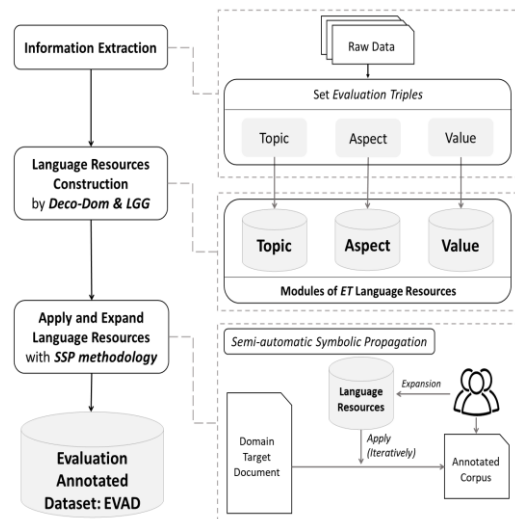 Information Extraction
Language Resources
Construction
by Deco-Dom & LGG
Apply and Expand
Language Resources
with SSP methodology
Evaluation
Annotated
Dataset: EVAD
Raw Data
Set Evaluation Triples
Topic
Aspect
Value
Topic
Aspect
Value
Modules of ET Language Resources
Semi-automatic Symbolic Propagation
Language
Resources
Expansion
Apply
(Iteratively)
Domain
Target
Document
Annotated
Corpus